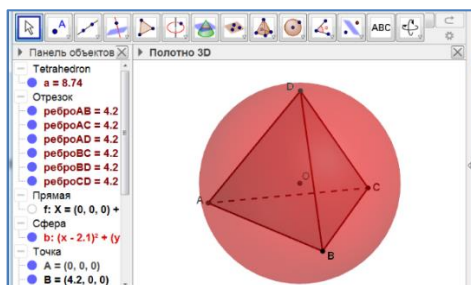 ABC
Панель объектов
Полотно 3D
Tetrahedron
a = 8.74
Отрезок
реброAB = 4.2
реброAC = 4.2
реброAD = 4.2
реброBC = 4.2
реброBD = 4.2
реброCD = 4.2
Прямая
f: X = (0, 0, 0) +
Сфера
b: (x - 2.1)² + (y
Точка
A = (0, 0, 0)
B = (4.2, 0, 0)
D
O
C
A
B